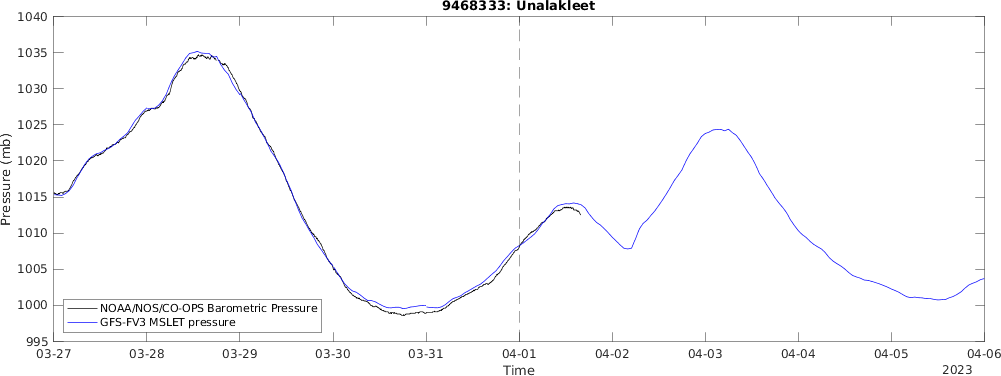 9468333: Unalakleet
Pressure (mb)
1040
1035
1030
1025
1020
1015
1010
1005
1000
995
NOAA/NOS/CO-OPS Barometric Pressure
GFS-FV3 MSLET pressure
03-27 03-28 03-29 03-30 03-31 04-01 04-02 04-03 04-04 04-05 04-06
Time
2023